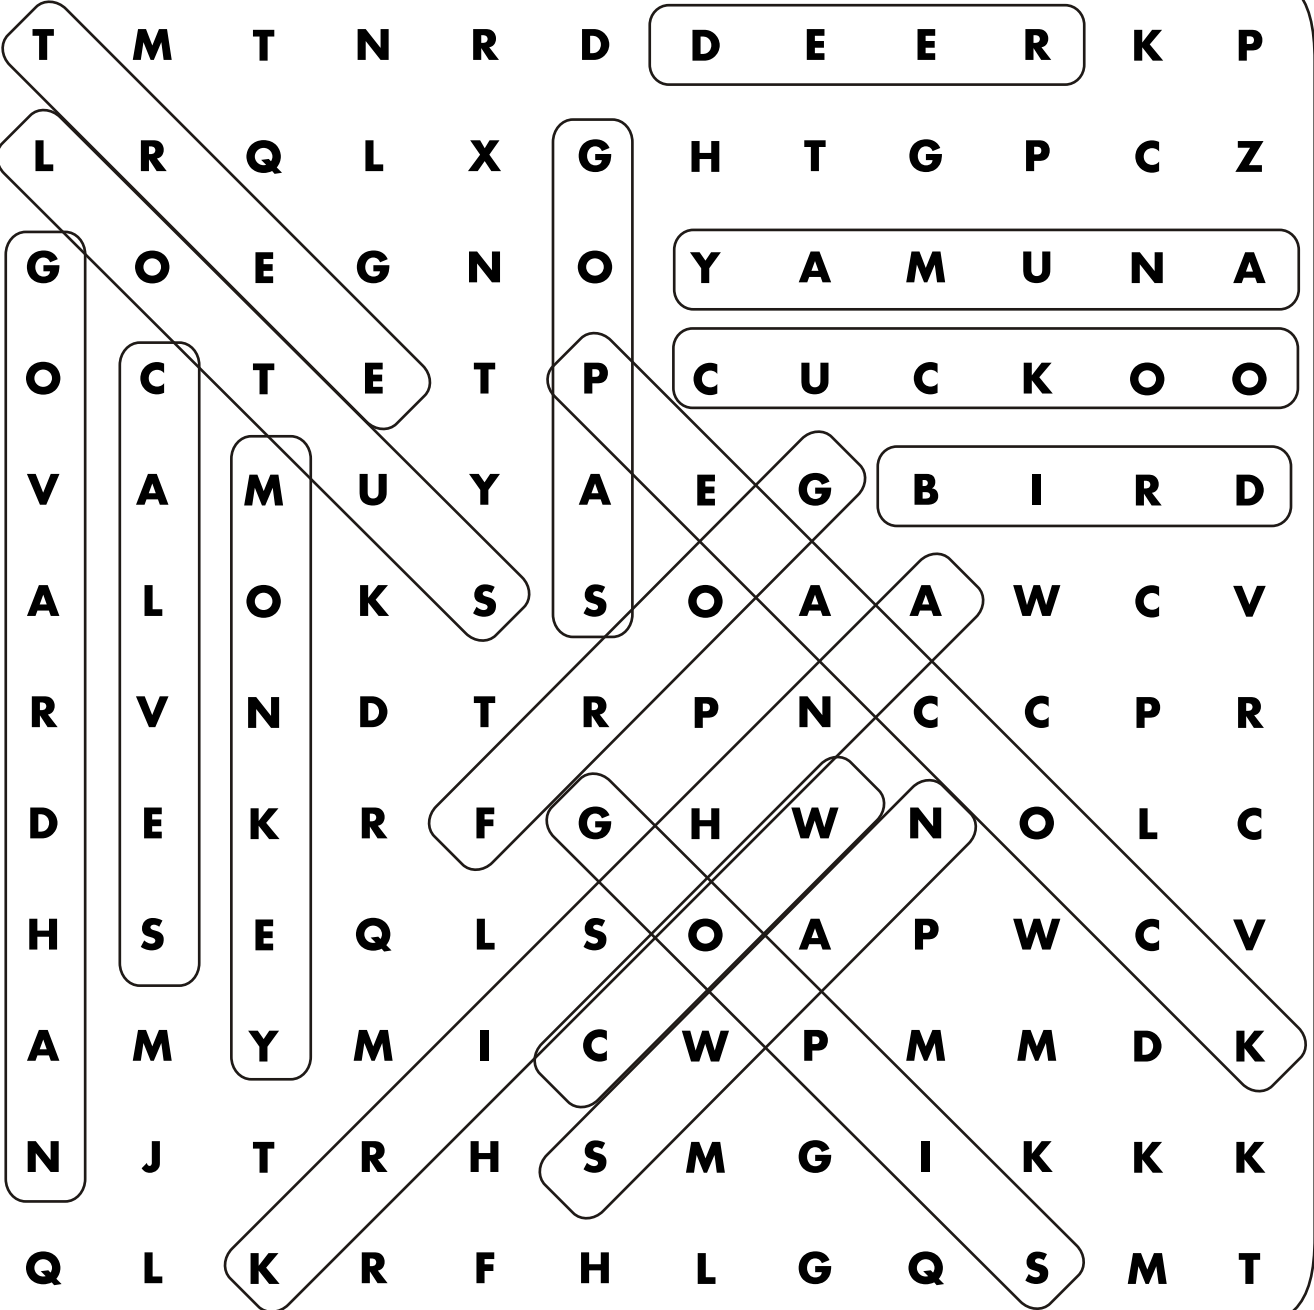 T M T N R D D E E R K P
L R Q L X G H T G P C Z
G O E G N O Y A M U N A
O C T E T P C U C K O O
V A M U Y A E G B I R D
A L O K S S O A A W C V
R V N D T R P N C C P R
D E K R F G H W N O L C
H S E Q L S O A P W C V
A M Y M I C W P M M D K
N J T R H S M G I K K K
Q L K R F H L G Q S M T